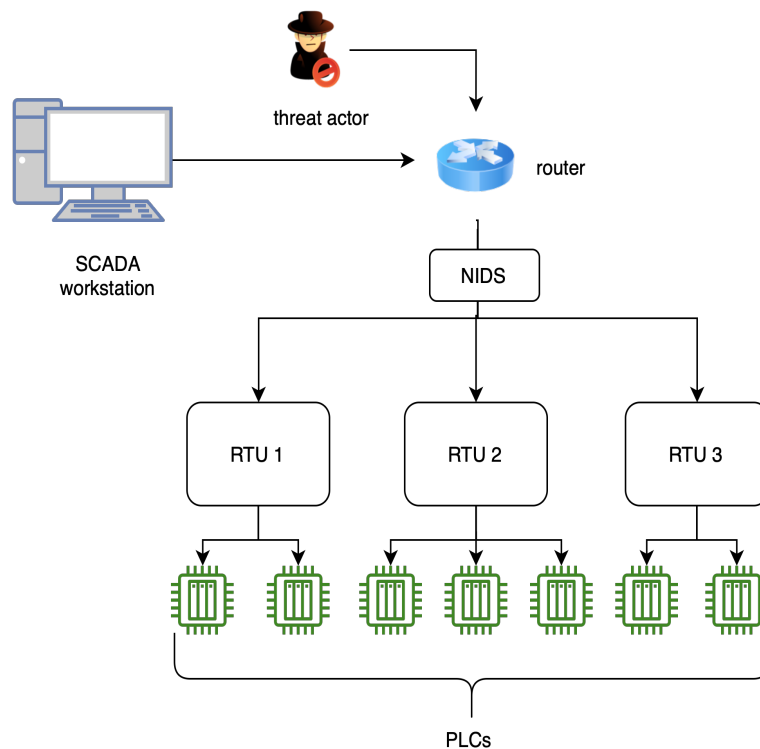 threat actor
router
SCADA
workstation
NIDS
RTU 1
RTU 2
RTU 3
PLCs